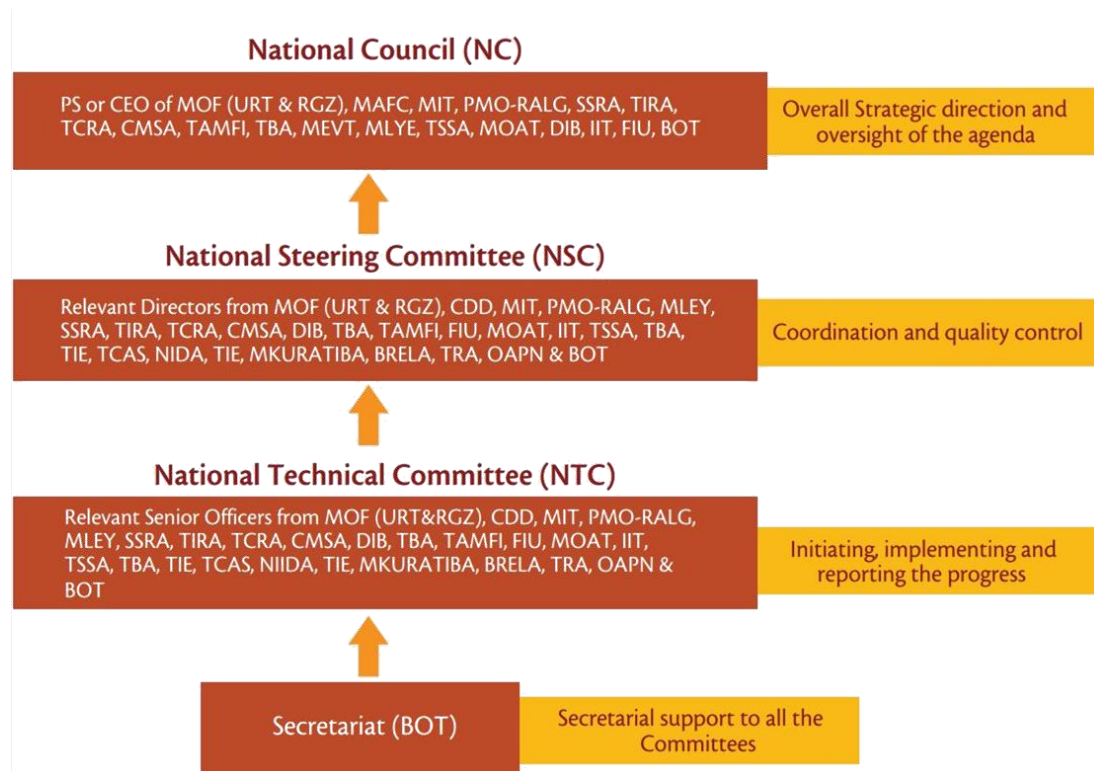 National Council (NC)
PS or CEO of MOF (URT & RGZ), MAFC, MIT, PMO-RALG, SSRA, TIRA,
TCRA, CMSA, TAMFI, TBA, MEVT, MLYE, TSSA, MOAT, DIB, IIT, FIU, BOT
Overall Strategic direction and
oversight of the agenda
National Steering Committee (NSC)
Relevant Directors from MOF (URT & RGZ), CDD, MIT, PMO-RALG, MLEY,
SSRA, TIRA, TCRA, CMSA, DIB, TBA, TAMFI, FIU, MOAT, IIT, TSSA, TBA,
TIE, TCAS, NIDA, TIE, MKURATIBA, BRELA, TRA, OAPN & BOT
Coordination and quality control
National Technical Committee (NTC)
Relevant Senior Officers from MOF (URT&RGZ), CDD, MIT, PMO-RALG,
MLEY, SSRA, TIRA, TCRA, CMSA, DIB, TBA, TAMFI, FIU, MOAT, IIT,
TSSA, TBA, TIE, TCAS, NIIDA, TIE, MKURATIBA, BRELA, TRA, OAPN &
BOT
Initiating, implementing and
reporting the progress
Secretariat (BOT)
Secretarial support to all the
Committees